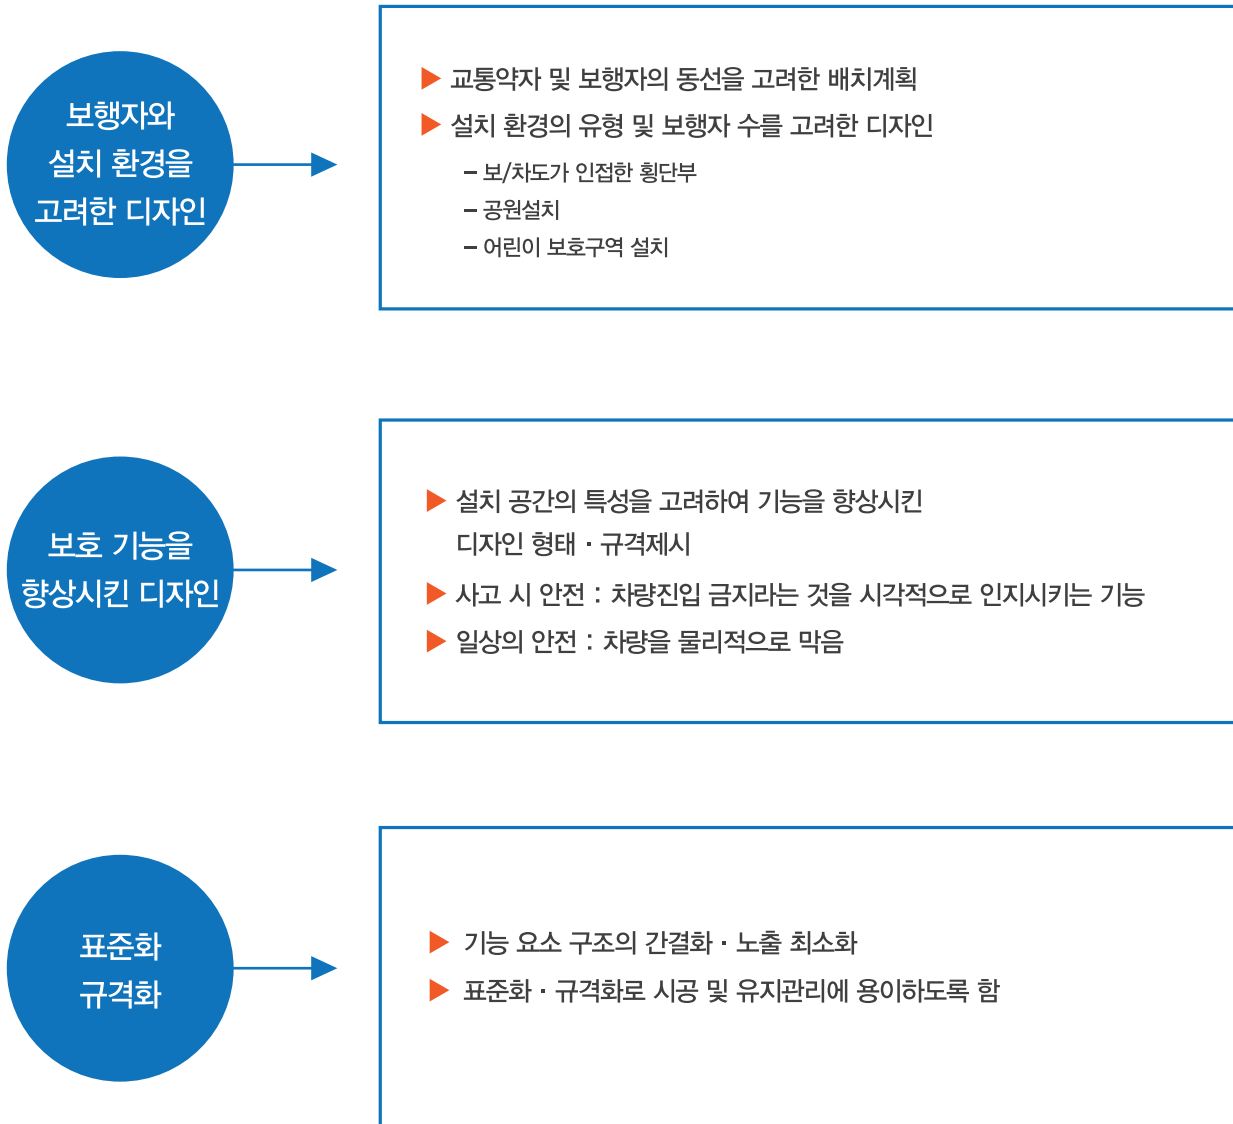 보행자와
설치 환경을
고려한 디자인
▶ 교통약자 및 보행자의 동선을 고려한 배치계획
▶ 설치 환경의 유형 및 보행자 수를 고려한 디자인
– 보/차도가 인접한 횡단부
– 공원설치
– 어린이 보호구역 설치
보호 기능을
향상시킨 디자인
▶ 설치 공간의 특성을 고려하여 기능을 향상시킨
디자인 형태 · 규격제시
▶ 사고 시 안전 : 차량진입 금지라는 것을 시각적으로 인지시키는 기능
▶ 일상의 안전 : 차량을 물리적으로 막음
표준화
규격화
▶ 기능 요소 구조의 간결화 · 노출 최소화
▶ 표준화 · 규격화로 시공 및 유지관리에 용이하도록 함